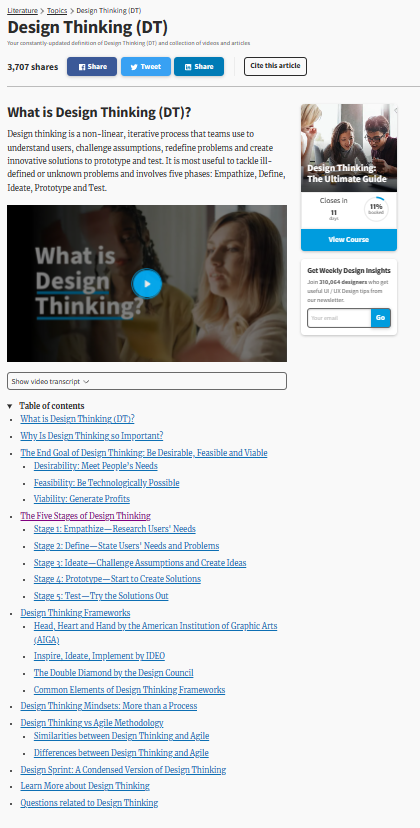 Literature > Topics > Design Thinking (DT)
Design Thinking (DT)
Your constantly-updated definition of Design Thinking (DT) and collection of videos and articles
3,707 shares
Share
Tweet
Share
Cite this article
What is Design Thinking (DT)?
Design thinking is a non-linear, iterative process that teams use to
understand users, challenge assumptions, redefine problems and create
innovative solutions to prototype and test. It is most useful to tackle ill-
defined or unknown problems and involves five phases: Empathize, Define,
Ideate, Prototype and Test.
What is
Design
Thinking?
Show video transcript
Table of contents
What is Design Thinking (DT)?
Why Is Design Thinking so Important?
The End Goal of Design Thinking: Be Desirable, Feasible and Viable
Desirability: Meet People's Needs
Feasibility: Be Technologically Possible
Viability: Generate Profits
The Five Stages of Design Thinking
Stage 1: Empathize—Research Users' Needs
Stage 2: Define—State Users' Needs and Problems
Stage 3: Ideate—Challenge Assumptions and Create Ideas
Stage 4: Prototype—Start to Create Solutions
Stage 5: Test—Try the Solutions Out
Design Thinking Frameworks
Head, Heart and Hand by the American Institution of Graphic Arts
(AIGA)
Inspire, Ideate, Implement by IDEO
The Double Diamond by the Design Council
Common Elements of Design Thinking Frameworks
Design Thinking Mindsets: More than a Process
Design Thinking vs Agile Methodology
Similarities between Design Thinking and Agile
Differences between Design Thinking and Agile
Design Sprint: A Condensed Version of Design Thinking
Learn More about Design Thinking
Questions related to Design Thinking
Design Thinking:
The Ultimate Guide
Closes in
11
days
11%
booked
View Course
Get Weekly Design Insights
Join 310,064 designers who get
useful UI / UX Design tips from
our newsletter.
Your email
Go